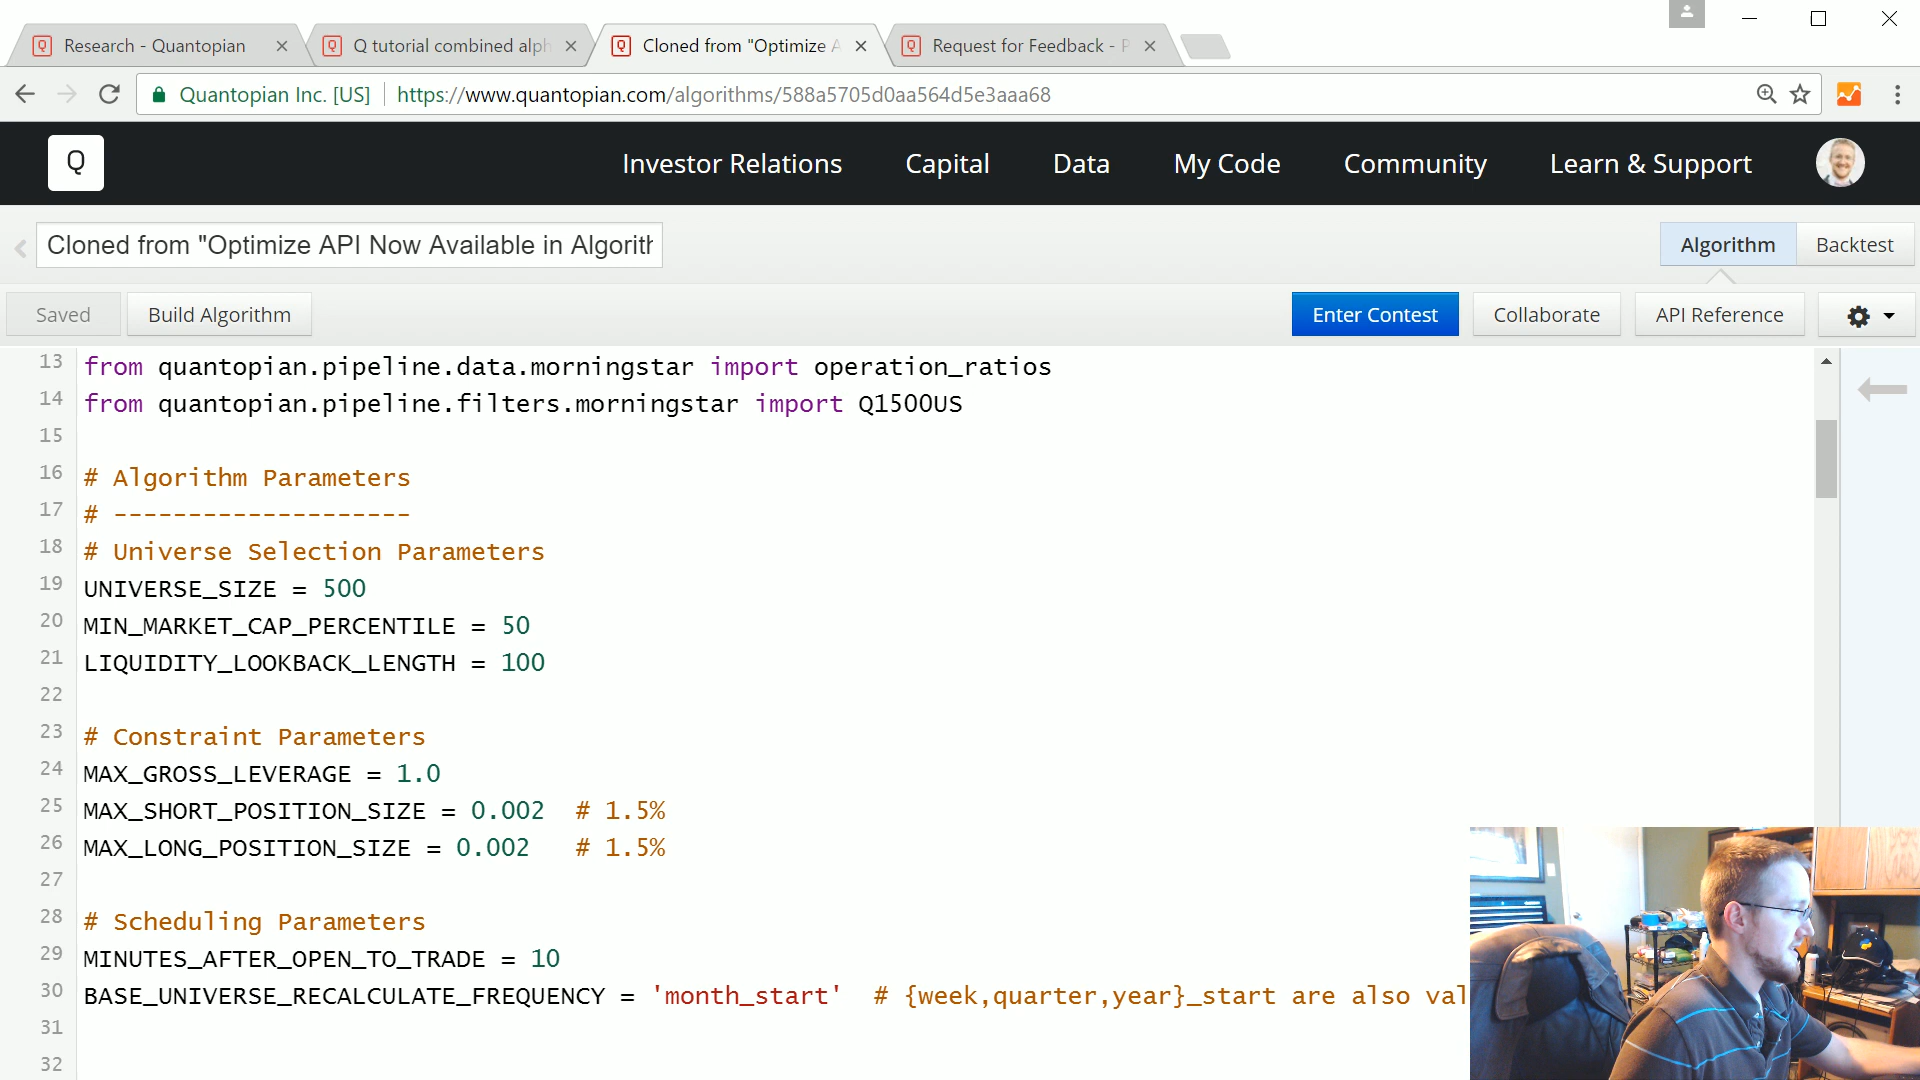 Research - Quantopian
Q tutorial combined alph
Cloned from "Optimize A
Request for Feedback - P
Quantopian Inc. [US]
https://www.quantopian.com/algorithms/588a5705d0aa564d5e3aaa68
Q
Investor Relations
Capital
Data
My Code
Community
Learn & Support
Cloned from "Optimize API Now Available in Algorith
Algorithm
Backtest
Saved
Build Algorithm
Enter Contest
Collaborate
API Reference
13 from quantopian.pipeline.data.morningstar import operation_ratios
14 from quantopian.pipeline.filters.morningstar import Q1500US
15
16 # Algorithm Parameters
17 # --------------------
18 # Universe Selection Parameters
19 UNIVERSE_SIZE = 500
20 MIN_MARKET_CAP_PERCENTILE = 50
21 LIQUIDITY_LOOKBACK_LENGTH = 100
22
23 # Constraint Parameters
24 MAX_GROSS_LEVERAGE = 1.0
25 MAX_SHORT_POSITION_SIZE = 0.002  # 1.5%
26 MAX_LONG_POSITION_SIZE = 0.002   # 1.5%
27
28 # Scheduling Parameters
29 MINUTES_AFTER_OPEN_TO_TRADE = 10
30 BASE_UNIVERSE_RECALCULATE_FREQUENCY = 'month_start'  # {week,quarter,year}_start are also val
31
32